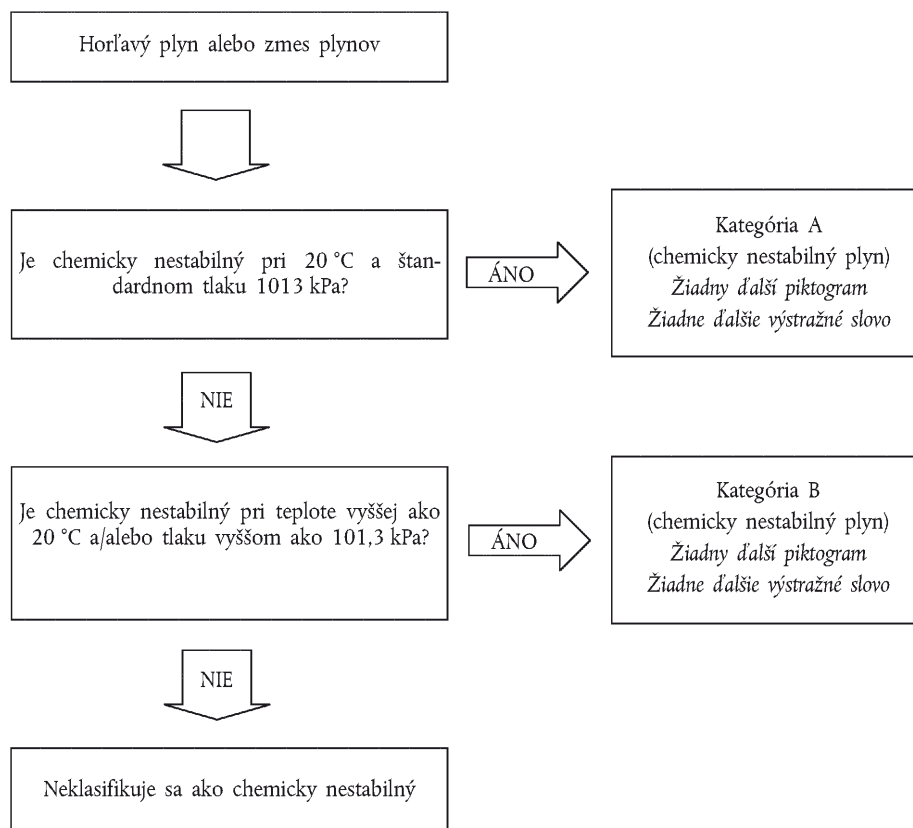 Horľavý plyn alebo zmes plynov
Je chemicky nestabilný pri 20 °C a štan-
dardnom tlaku 1013 kPa?
ÁNO
Kategória A
(chemicky nestabilný plyn)
Žiadny ďalší piktogram
Žiadne ďalšie výstražné slovo
NIE
Je chemicky nestabilný pri teplote vyššej ako
20 °C a/alebo tlaku vyššom ako 101,3 kPa?
ÁNO
Kategória B
(chemicky nestabilný plyn)
Žiadny ďalší piktogram
Žiadne ďalšie výstražné slovo
NIE
Neklasifikuje sa ako chemicky nestabilný